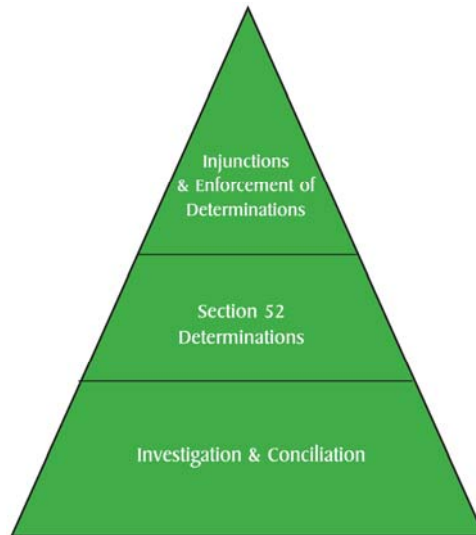 Injunctions
& Enforcement of
Determinations
Section 52
Determinations
Investigation & Conciliation